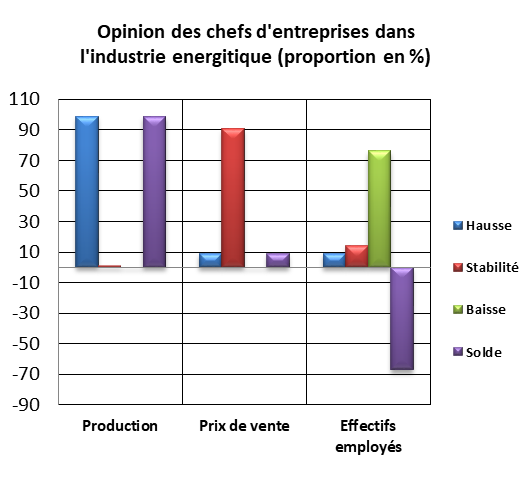 Opinion des chefs d'entreprises dans
l'industrie energitique (proportion en %)
110
90
70
50
30
10
-10
-30
-50
-70
-90
Production
Prix de vente
Effectifs
employés
Hausse
Stabilité
Baisse
Solde